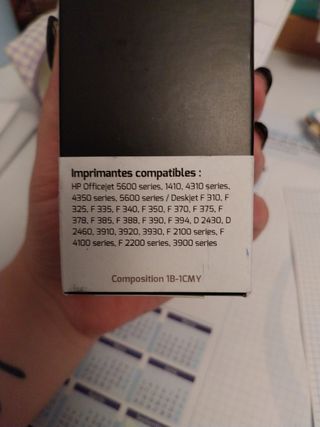 Imprimantes compatibles :
HP Officejet 5600 series, 1410, 4310 series,
4350 series, 5600 series / Deskjet F 310, F
325, F 335, F 340, F 350, F 370, F 375, F
378, F 385, F 388, F 390, F 394, D 2430, D
2460, 3910, 3920, 3930, F 2100 series, F
4100 series, F 2200 series, 3900 series
Composition 1B-1CMY